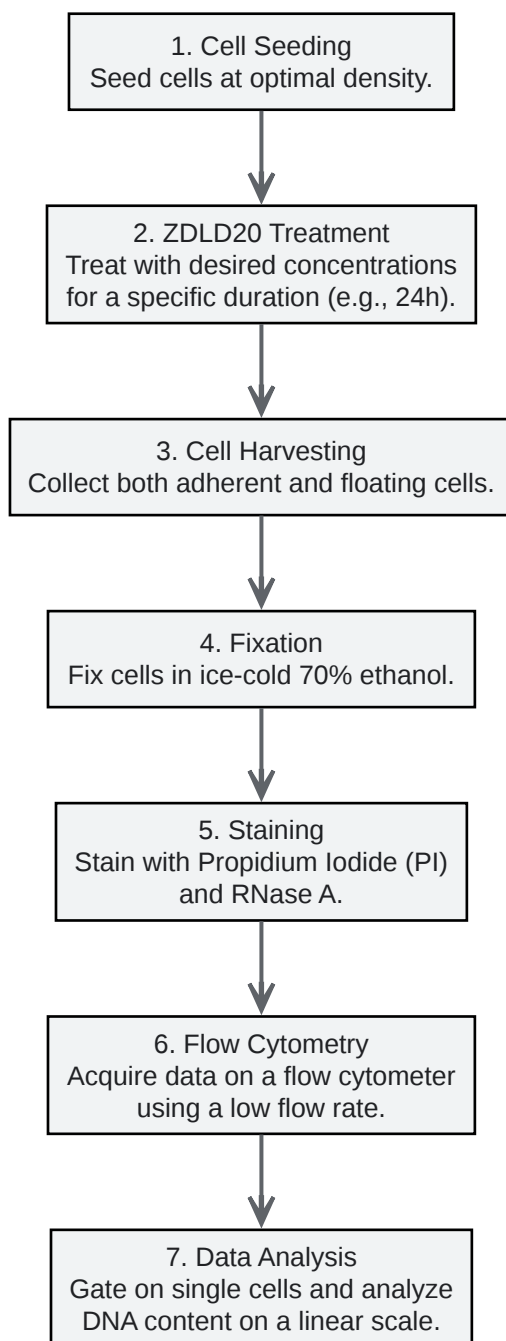 1. Cell Seeding
Seed cells at optimal density.
2. ZDLD20 Treatment
Treat with desired concentrations
for a specific duration (e.g., 24h).
3. Cell Harvesting
Collect both adherent and floating cells.
4. Fixation
Fix cells in ice-cold 70% ethanol.
5. Staining
Stain with Propidium Iodide (PI)
and RNase A.
6. Flow Cytometry
Acquire data on a flow cytometer
using a low flow rate.
7. Data Analysis
Gate on single cells and analyze
DNA content on a linear scale.